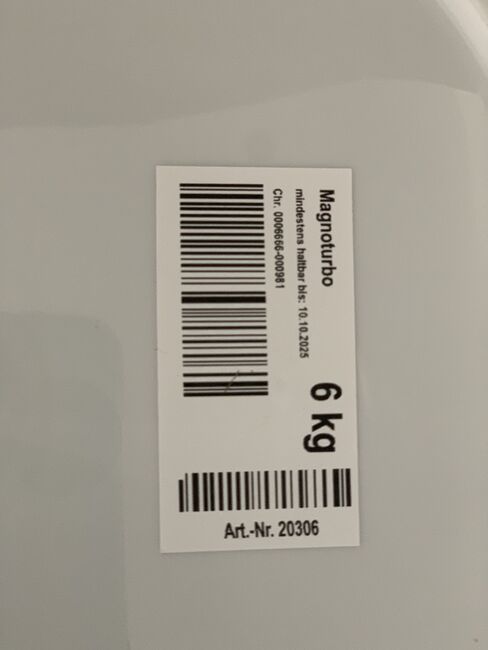 Magnoturbo
mindestens haltbar bis: 10.10.2025
Chr. 0006666-000981
6 kg
Art.-Nr. 20306